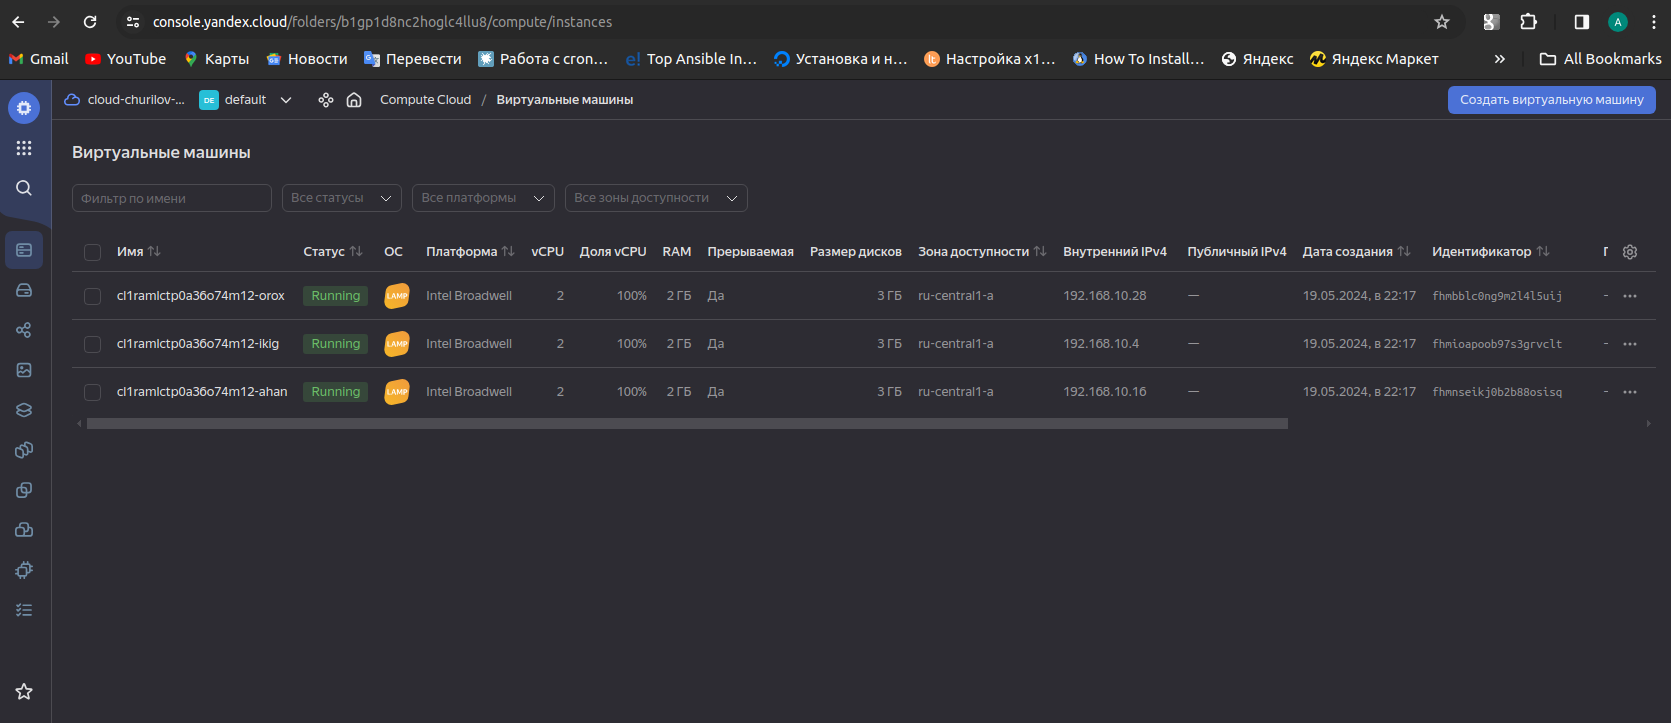 console.yandex.cloud/folders/b1gp1d8nc2hoglc4llu8/compute/instances
A
Gmail YouTube Карты Новости Перевести Работа с cron... Top Ansible In... Установка и н... Настройка x1... How To Install... Яндекс Яндекс Маркет » All Bookmarks
cloud-churilov-... DE default Compute Cloud / Виртуальные машины Создать виртуальную машину
Виртуальные машины
Фильтр по имени Все статусы Все платформы Все зоны доступности
Имя Статус ОС Платформа vCPU Доля vCPU RAM Прерываемая Размер дисков Зона доступности Внутренний IPv4 Публичный IPv4 Дата создания Идентификатор
cl1ramlctp0a36o74m12-orox Running LAMP Intel Broadwell 2 100% 2 ГБ Да 3 ГБ ru-central1-a 192.168.10.28 — 19.05.2024, в 22:17 fhmbblc0ng9m2l4l5uij – ...
cl1ramlctp0a36o74m12-ikig Running LAMP Intel Broadwell 2 100% 2 ГБ Да 3 ГБ ru-central1-a 192.168.10.4 — 19.05.2024, в 22:17 fhmioapoob97s3grvclt – ...
cl1ramlctp0a36o74m12-ahan Running LAMP Intel Broadwell 2 100% 2 ГБ Да 3 ГБ ru-central1-a 192.168.10.16 — 19.05.2024, в 22:17 fhmnseikj0b2b88osisq – ...